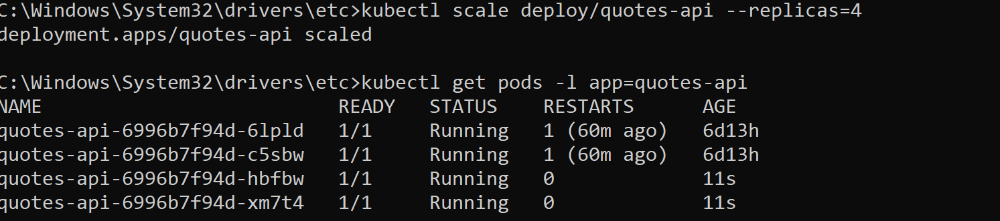 C:\Windows\System32\drivers\etc>kubectl scale deploy/quotes-api --replicas=4
deployment.apps/quotes-api scaled
C:\Windows\System32\drivers\etc>kubectl get pods -l app=quotes-api
NAME READY STATUS RESTARTS AGE
quotes-api-6996b7f94d-6lpld 1/1 Running 1 (60m ago) 6d13h
quotes-api-6996b7f94d-c5sbw 1/1 Running 1 (60m ago) 6d13h
quotes-api-6996b7f94d-hbfbw 1/1 Running 0 11s
quotes-api-6996b7f94d-xm7t4 1/1 Running 0 11s